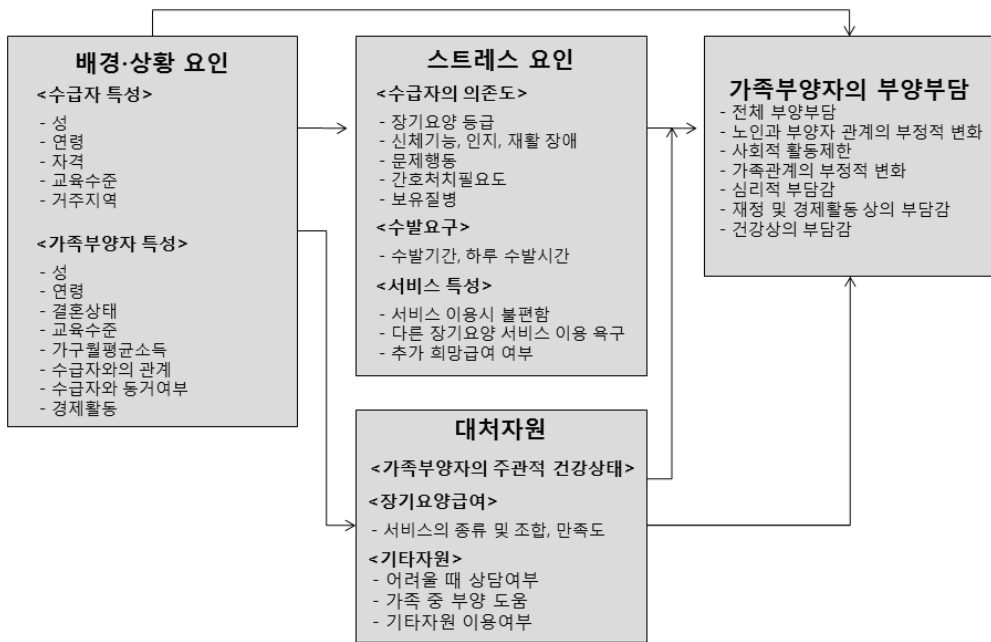 배경·상황 요인
<수급자 특성>
- 성
- 연령
- 자격
- 교육수준
- 거주지역
<가족부양자 특성>
- 성
- 연령
- 결혼상태
- 교육수준
- 가구월평균소득
- 수급자와의 관계
- 수급자와 동거여부
- 경제활동
스트레스 요인
<수급자의 의존도>
- 장기요양 등급
- 신체기능, 인지, 재활 장애
- 문제행동
- 간호처치필요도
- 보유질병
<수발요구>
- 수발기간, 하루 수발시간
<서비스 특성>
- 서비스 이용시 불편함
- 다른 장기요양 서비스 이용 욕구
- 추가 희망급여 여부
대처자원
<가족부양자의 주관적 건강상태>
<장기요양급여>
- 서비스의 종류 및 조합, 만족도
<기타자원>
- 어려울 때 상담여부
- 가족 중 부양 도움
- 기타자원 이용여부
가족부양자의 부양부담
- 전체 부양부담
- 노인과 부양자 관계의 부정적 변화
- 사회적 활동제한
- 가족관계의 부정적 변화
- 심리적 부담감
- 재정 및 경제활동 상의 부담감
- 건강상의 부담감